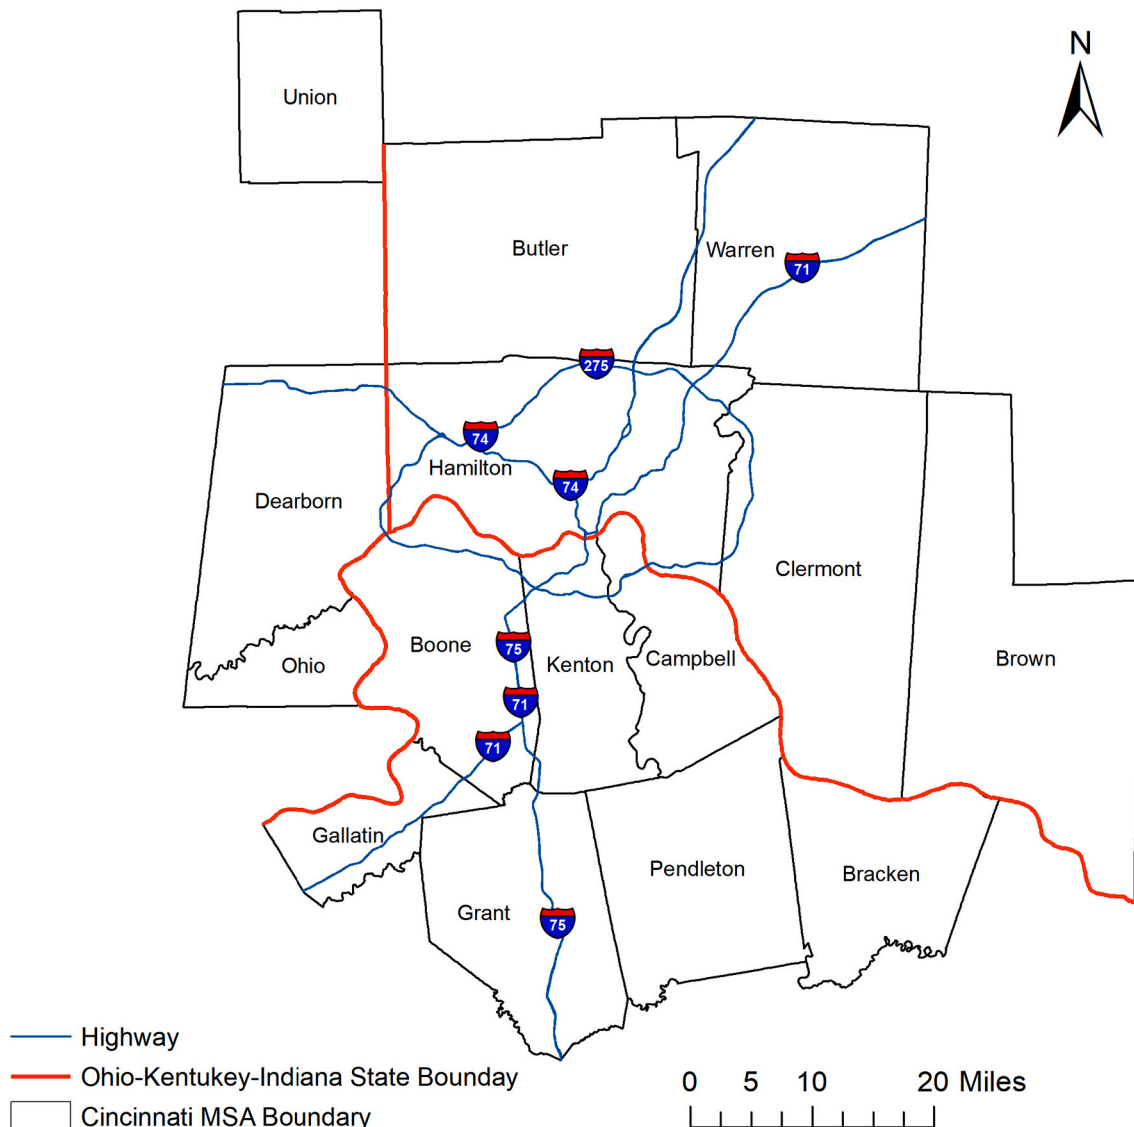 N
Union
Butler
Warren
71
275
74
Hamilton
74
Dearborn
Clermont
Boone
75
Kenton
Campbell
Brown
Ohio
71
71
Gallatin
Pendleton
Bracken
Grant
75
Highway
Ohio-Kentukey-Indiana State Bounday
Cincinnati MSA Boundary
0 5 10 20 Miles